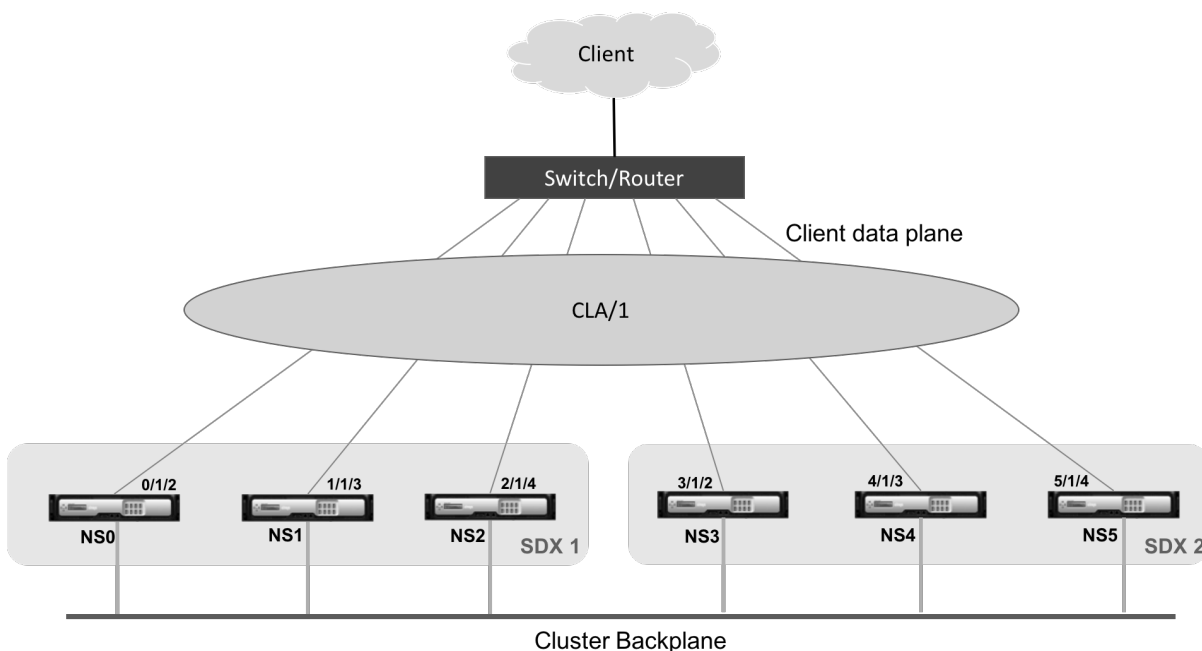 Client
Switch/Router
Client data plane
CLA/1
0/1/2
1/1/3
2/1/4
3/1/2
4/1/3
5/1/4
NS0
NS1
NS2
SDX 1
NS3
NS4
NS5
SDX 2
Cluster Backplane